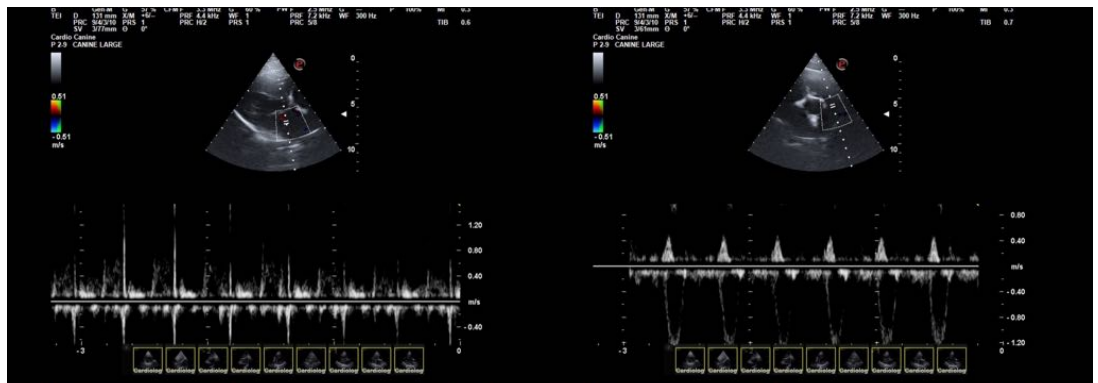 TEI D 131 mm X/M +6/-- PRF 4.4 kHz WF 1 PRF 7.2 kHz WF 300 Hz
PRC 9/4/3/10 PRS 1 PRC H/2 PRS 1 PRC 5/8 TIB 0.6
SV 3/77mm Θ 0°
Cardio Canine
P 2-9 CANINE LARGE
0
0.51
5
-0.51
m/s
10
1.20
0.80
0.40
m/s
-0.40
-3
0
Cardiolog Cardiolog Cardiolog Cardiolog Cardiolog Cardiolog Cardiolog Cardiolog Cardiolog
TEI D 131 mm X/M +6/-- PRF 4.4 kHz WF 1 PRF 7.2 kHz WF 300 Hz
PRC 9/4/3/10 PRS 1 PRC H/2 PRS 1 PRC 5/8 TIB 0.7
SV 3/61mm Θ 0°
Cardio Canine
P 2-9 CANINE LARGE
0
0.51
5
-0.51
m/s
10
0.80
0.40
m/s
-0.40
-0.80
-1.20
-3
0
Cardiolog Cardiolog Cardiolog Cardiolog Cardiolog Cardiolog Cardiolog Cardiolog Cardiolog